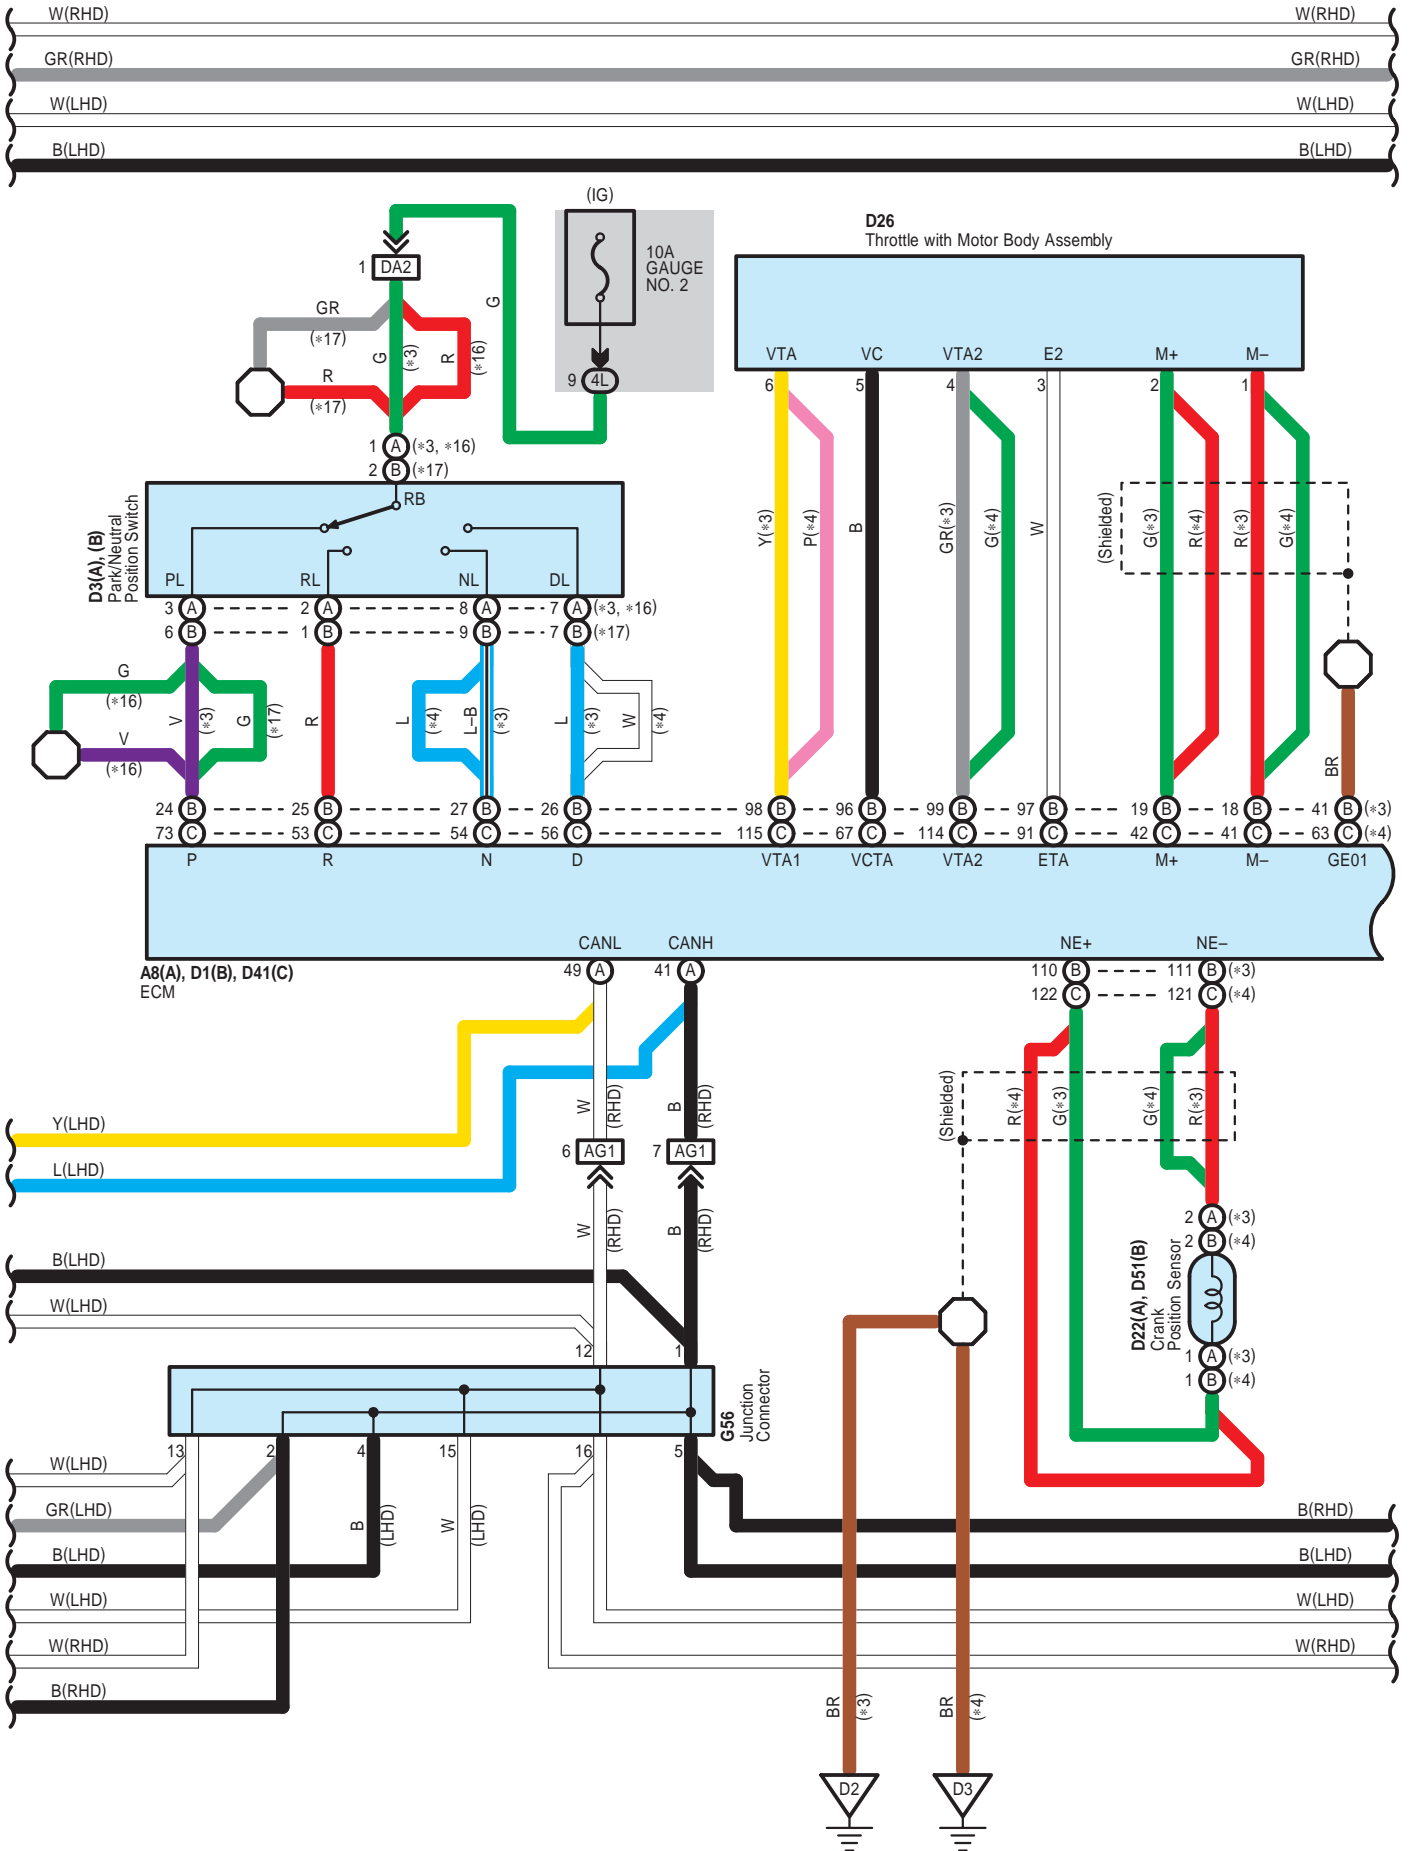 W(RHD) W(RHD)
GR(RHD) GR(RHD)
W(LHD) W(LHD)
B(LHD) B(LHD)
(IG)
10A
GAUGE
NO. 2
9 4L
G
1 DA2
GR
(*17)
G
(*3)
R
(*16)
R
(*17)
1 A (*3, *16)
2 B (*17)
D3(A), (B)
Park/Neutral
Position Switch
RB
PL RL NL DL
3 A 2 A 8 A 7 A (*3, *16)
6 B 1 B 9 B 7 B (*17)
G
(*16)
V
(*16)
V
(*3)
G
(*17)
R
L
(*4)
L–B
(*3)
L
(*3)
W
(*4)
D26
Throttle with Motor Body Assembly
VTA VC VTA2 E2 M+ M–
6 5 4 3 2 1
Y(*3)
P(*4)
B
GR(*3)
G(*4)
W
(Shielded)
G(*3)
R(*4)
R(*3)
G(*4)
BR
24 B 25 B 27 B 26 B 98 B 96 B 99 B 97 B 19 B 18 B 41 B (*3)
73 C 53 C 54 C 56 C 115 C 67 C 114 C 91 C 42 C 41 C 63 C (*4)
P R N D VTA1 VCTA VTA2 ETA M+ M– GE01
CANL CANH NE+ NE–
A8(A), D1(B), D41(C)
ECM
49 A 41 A 110 B 111 B (*3)
122 C 121 C (*4)
W
(RHD)
B
(RHD)
Y(LHD)
L(LHD)
6 AG1 7 AG1
W
(RHD)
B
(RHD)
B(LHD)
W(LHD)
(Shielded)
R(*4)
G(*3)
G(*4)
R(*3)
2 A (*3)
2 B (*4)
D22(A), D51(B)
Crank
Position Sensor
1 A (*3)
1 B (*4)
12 1
G56
Junction
Connector
13 2 4 15 16 5
W(LHD)
GR(LHD)
B
(LHD)
W
(LHD)
B(LHD)
W(LHD)
W(RHD)
B(RHD)
B(RHD)
B(LHD)
W(LHD)
W(RHD)
BR
(*3)
BR
(*4)
D2 D3